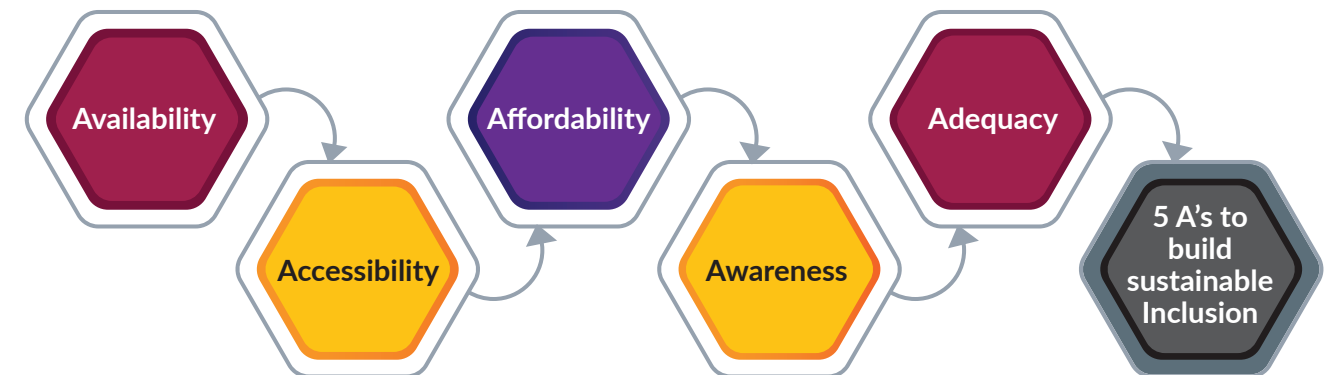 Availability
Accessibility
Affordability
Awareness
Adequacy
5 A’s to
build
sustainable
Inclusion